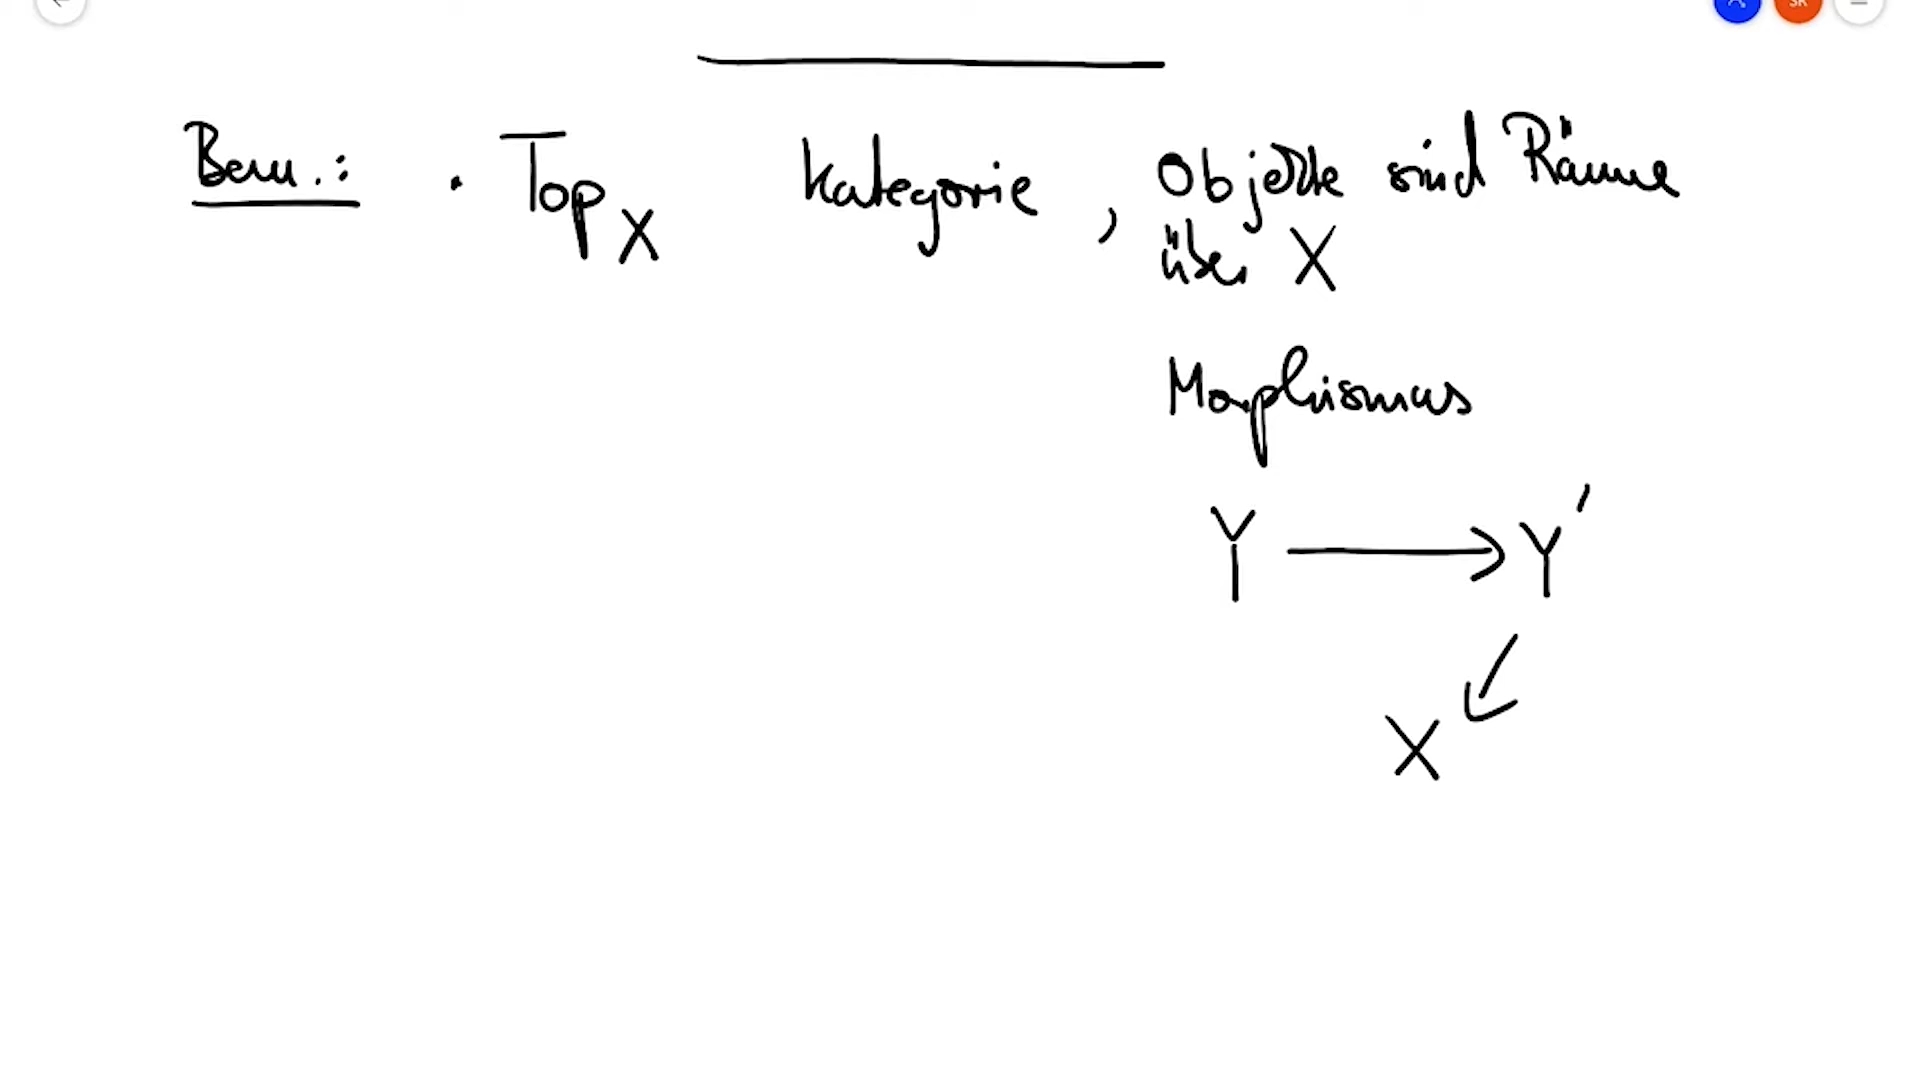 Bem.: · Top_X Kategorie, Objekte sind Räume
über X
Morphismus
Y → Y'
X